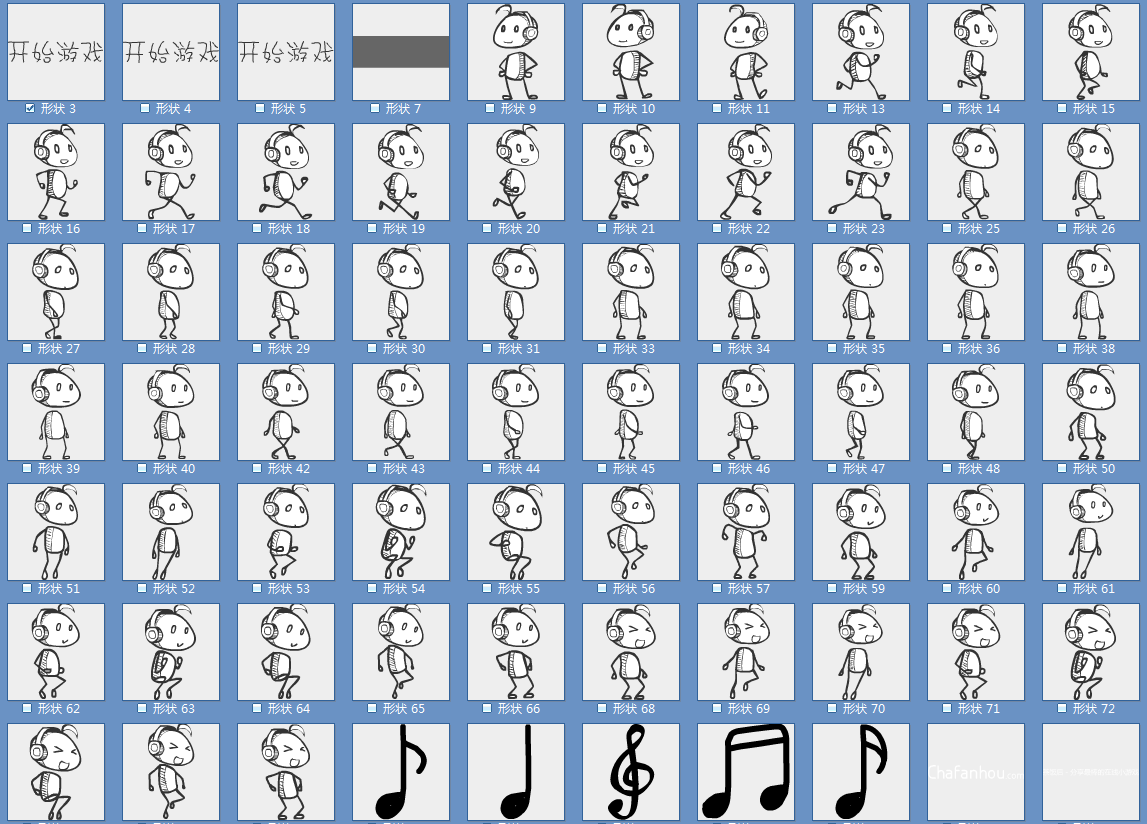 开始游戏 开始游戏 开始游戏
形状 3 形状 4 形状 5 形状 7 形状 9 形状 10 形状 11 形状 13 形状 14 形状 15
形状 16 形状 17 形状 18 形状 19 形状 20 形状 21 形状 22 形状 23 形状 25 形状 26
形状 27 形状 28 形状 29 形状 30 形状 31 形状 33 形状 34 形状 35 形状 36 形状 38
形状 39 形状 40 形状 42 形状 43 形状 44 形状 45 形状 46 形状 47 形状 48 形状 50
形状 51 形状 52 形状 53 形状 54 形状 55 形状 56 形状 57 形状 59 形状 60 形状 61
形状 62 形状 63 形状 64 形状 65 形状 66 形状 68 形状 69 形状 70 形状 71 形状 72
ChaFanhou.com